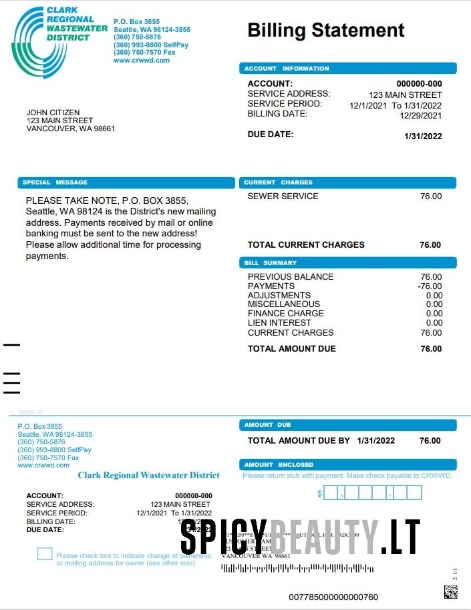 CLARK
REGIONAL
WASTEWATER
DISTRICT
P.O. Box 3855
Seattle, WA 98124-3855
(360) 750-5876
(360) 993-8800 SelfPay
(360) 750-7570 Fax
www.crwwd.com
Billing Statement
ACCOUNT INFORMATION
ACCOUNT: 000000-000
SERVICE ADDRESS: 123 MAIN STREET
SERVICE PERIOD: 12/1/2021 To 1/31/2022
BILLING DATE: 12/29/2021
DUE DATE: 1/31/2022
JOHN CITIZEN
123 MAIN STREET
VANCOUVER, WA 98661
SPECIAL MESSAGE
PLEASE TAKE NOTE, P.O. BOX 3855,
Seattle, WA 98124 is the District's new mailing
address. Payments received by mail or online
banking must be sent to the new address!
Please allow additional time for processing
payments.
CURRENT CHARGES
SEWER SERVICE 76.00
TOTAL CURRENT CHARGES 76.00
BILL SUMMARY
PREVIOUS BALANCE 76.00
PAYMENTS -76.00
ADJUSTMENTS 0.00
MISCELLANEOUS 0.00
FINANCE CHARGE 0.00
LIEN INTEREST 0.00
CURRENT CHARGES 76.00
TOTAL AMOUNT DUE 76.00
P.O. Box 3855
Seattle, WA 98124-3855
(360) 750-5876
(360) 993-8800 SelfPay
(360) 750-7570 Fax
www.crwwd.com
Clark Regional Wastewater District
AMOUNT DUE
TOTAL AMOUNT DUE BY 1/31/2022 76.00
AMOUNT ENCLOSED
Please return stub with payment. Make check payable to CRWWD.
$
ACCOUNT: 000000-000
SERVICE ADDRESS: 123 MAIN STREET
SERVICE PERIOD: 12/1/2021 To 1/31/2022
BILLING DATE:
DUE DATE:
SPICYBEAUTY.LT
Please check box to indicate change of
or mailing address for owner (see other side)
VANCOUVER WA 98661
007785000000000760